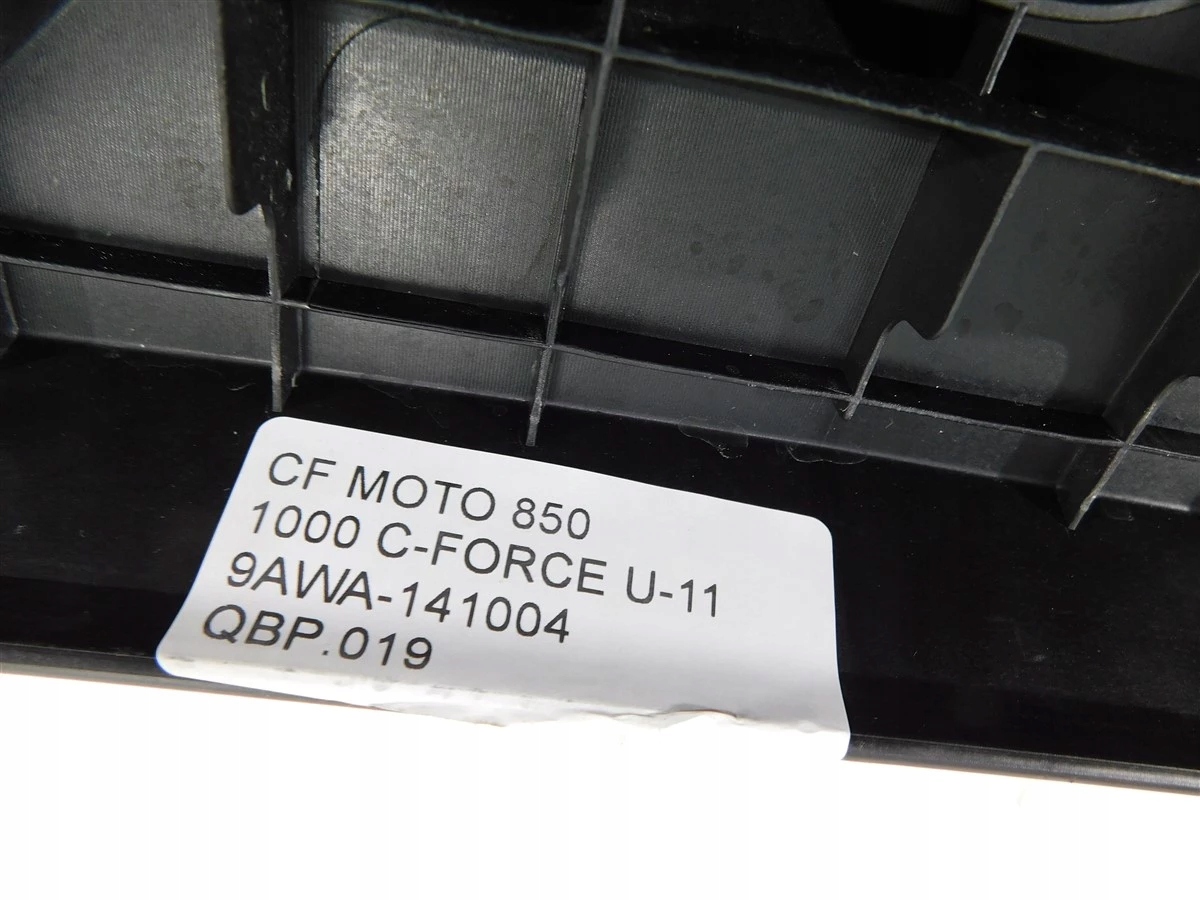 CF MOTO 850
1000 C-FORCE U-11
9AWA-141004
QBP.019